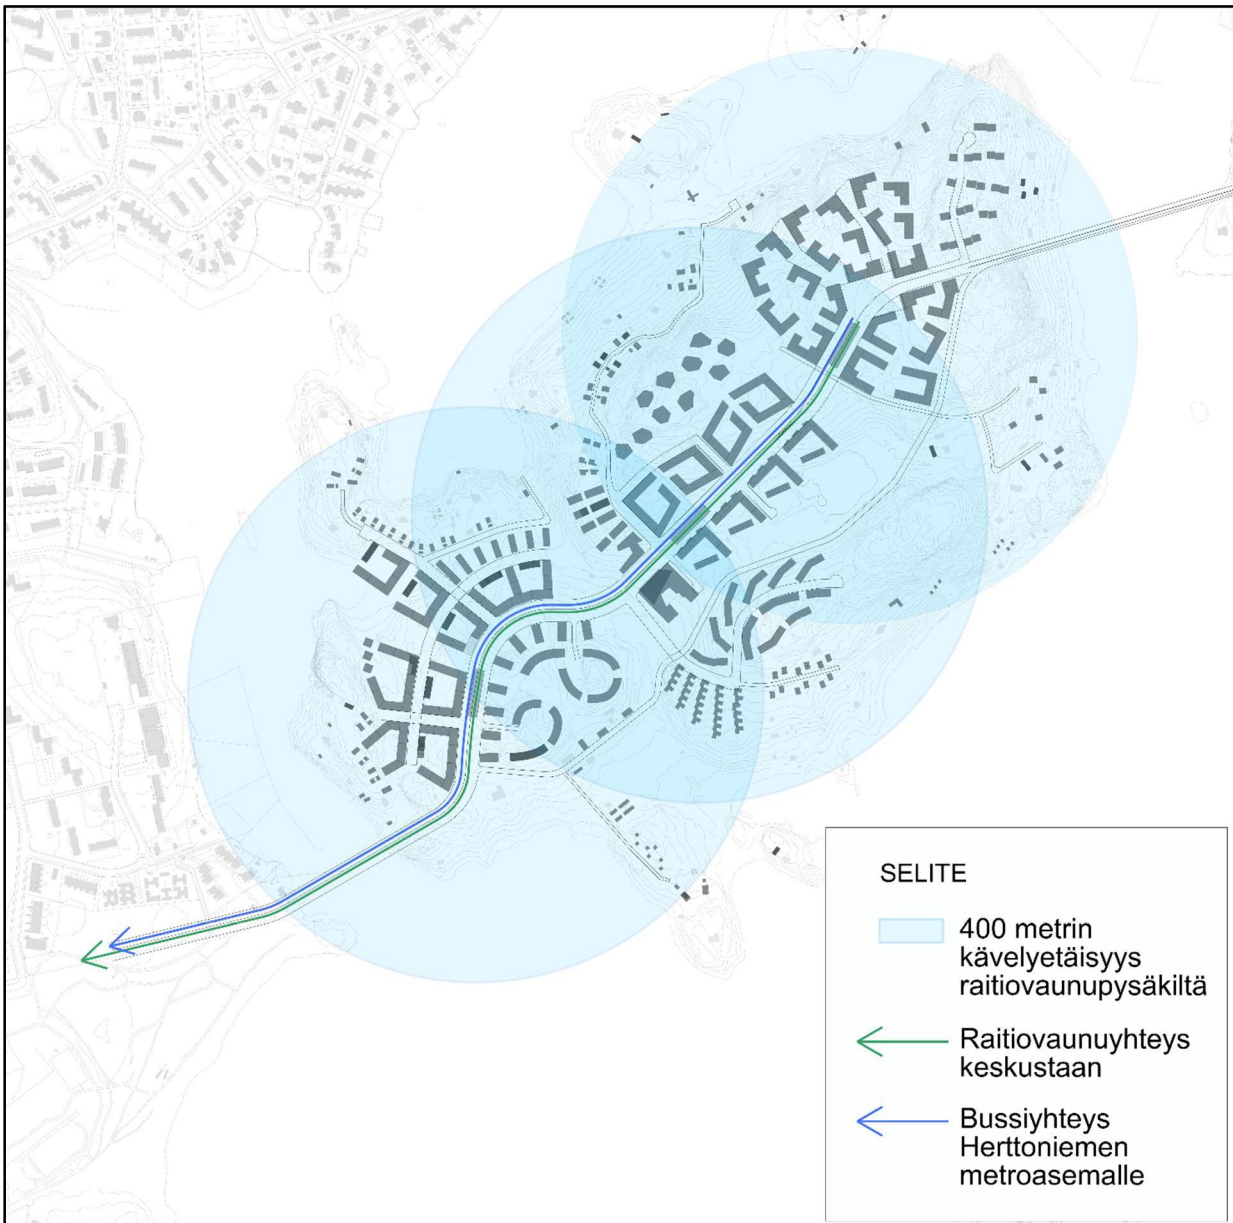 SELITE
400 metrin
kävelyetäisyys
raitiovaunupysäkiltä
Raitiovaunuyhteys
keskustaan
Bussiyhteys
Herttoniemen
metroasemalle